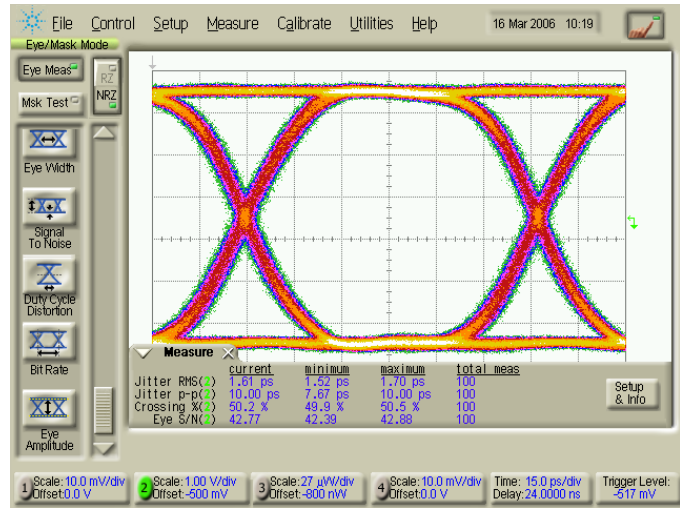 File Control Setup Measure Calibrate Utilities Help 16 Mar 2006 10:19
Eye/Mask Mode
Eye Meas
RZ
Msk Test
NRZ
Eye Width
Signal
To Noise
Duty Cycle
Distortion
Bit Rate
Eye
Amplitude
Measure
current minimum maximum total meas
Jitter RMS(2) 1.61 ps 1.52 ps 1.70 ps 100
Jitter p-p(2) 10.00 ps 7.67 ps 10.00 ps 100
Crossing %(2) 50.2 % 49.9 % 50.5 % 100
Eye S/N(2) 42.77 42.39 42.88 100
Setup
& Info
1 Scale:10.0 mV/div
Offset:0.0 V
2 Scale:1.00 V/div
Offset:-500 mV
3 Scale:27 µW/div
Offset:-800 nW
4 Scale:10.0 mV/div
Offset:0.0 V
Time: 15.0 ps/div
Delay:24.0000 ns
Trigger Level:
-517 mV